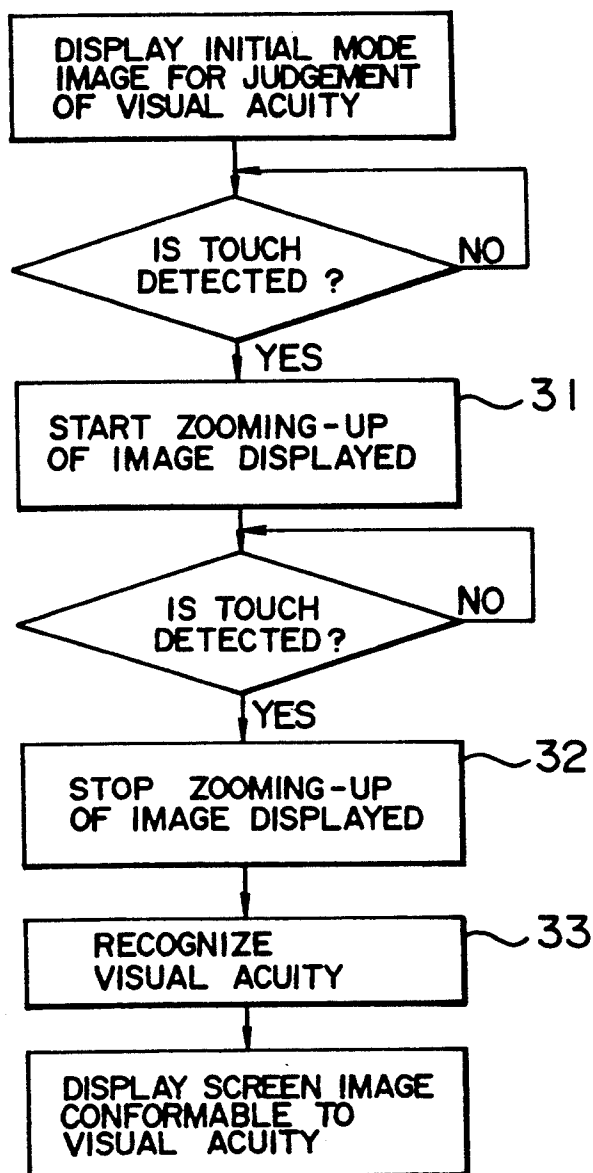 DISPLAY INITIAL MODE
IMAGE FOR JUDGEMENT
OF VISUAL ACUITY
IS TOUCH
DETECTED ?
NO
YES
31
START ZOOMING-UP
OF IMAGE DISPLAYED
IS TOUCH
DETECTED?
NO
YES
32
STOP ZOOMING-UP
OF IMAGE DISPLAYED
33
RECOGNIZE
VISUAL ACUITY
DISPLAY SCREEN IMAGE
CONFORMABLE TO
VISUAL ACUITY